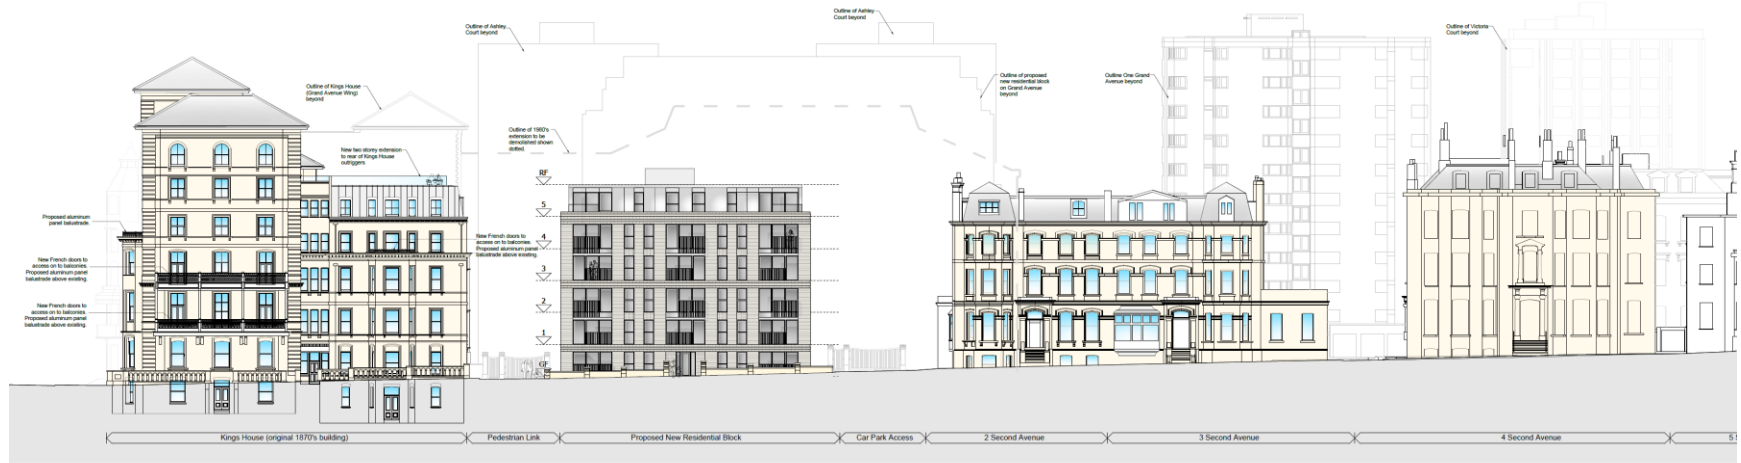 Outline of Ashley
Court beyond
Outline of Ashley
Court beyond
Outline of Victoria
Court beyond
Outline of Kings House
(Grand Avenue Wing)
beyond
Outline of proposed
new residential block
on Grand Avenue
beyond
Outline One Grand
Avenue beyond
Outline of 1980's
extension to be
demolished shown
dotted.
New two storey extension
to rear of Kings House
outriggers
RF
5
4
3
2
1
GF
Proposed aluminum
panel balustrade.
New French doors to
access on to balconies.
Proposed aluminum panel
balustrade above existing.
New French doors to
access on to balconies.
Proposed aluminum panel
balustrade above existing.
New French doors to
access on to balconies.
Proposed aluminum panel
balustrade above existing.
Kings House (original 1870's building)
Pedestrian Link
Proposed New Residential Block
Car Park Access
2 Second Avenue
3 Second Avenue
4 Second Avenue
5 S